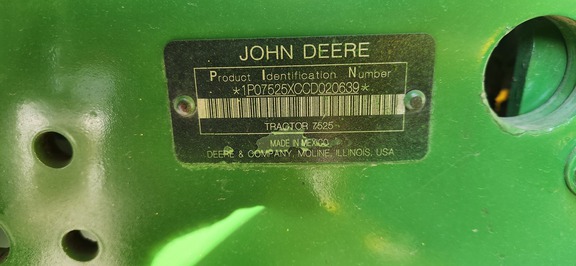 JOHN DEERE
Product Identification Number
*1P07525XCCD020639*
TRACTOR 7525
MADE IN MEXICO
DEERE & COMPANY, MOLINE, ILLINOIS, USA